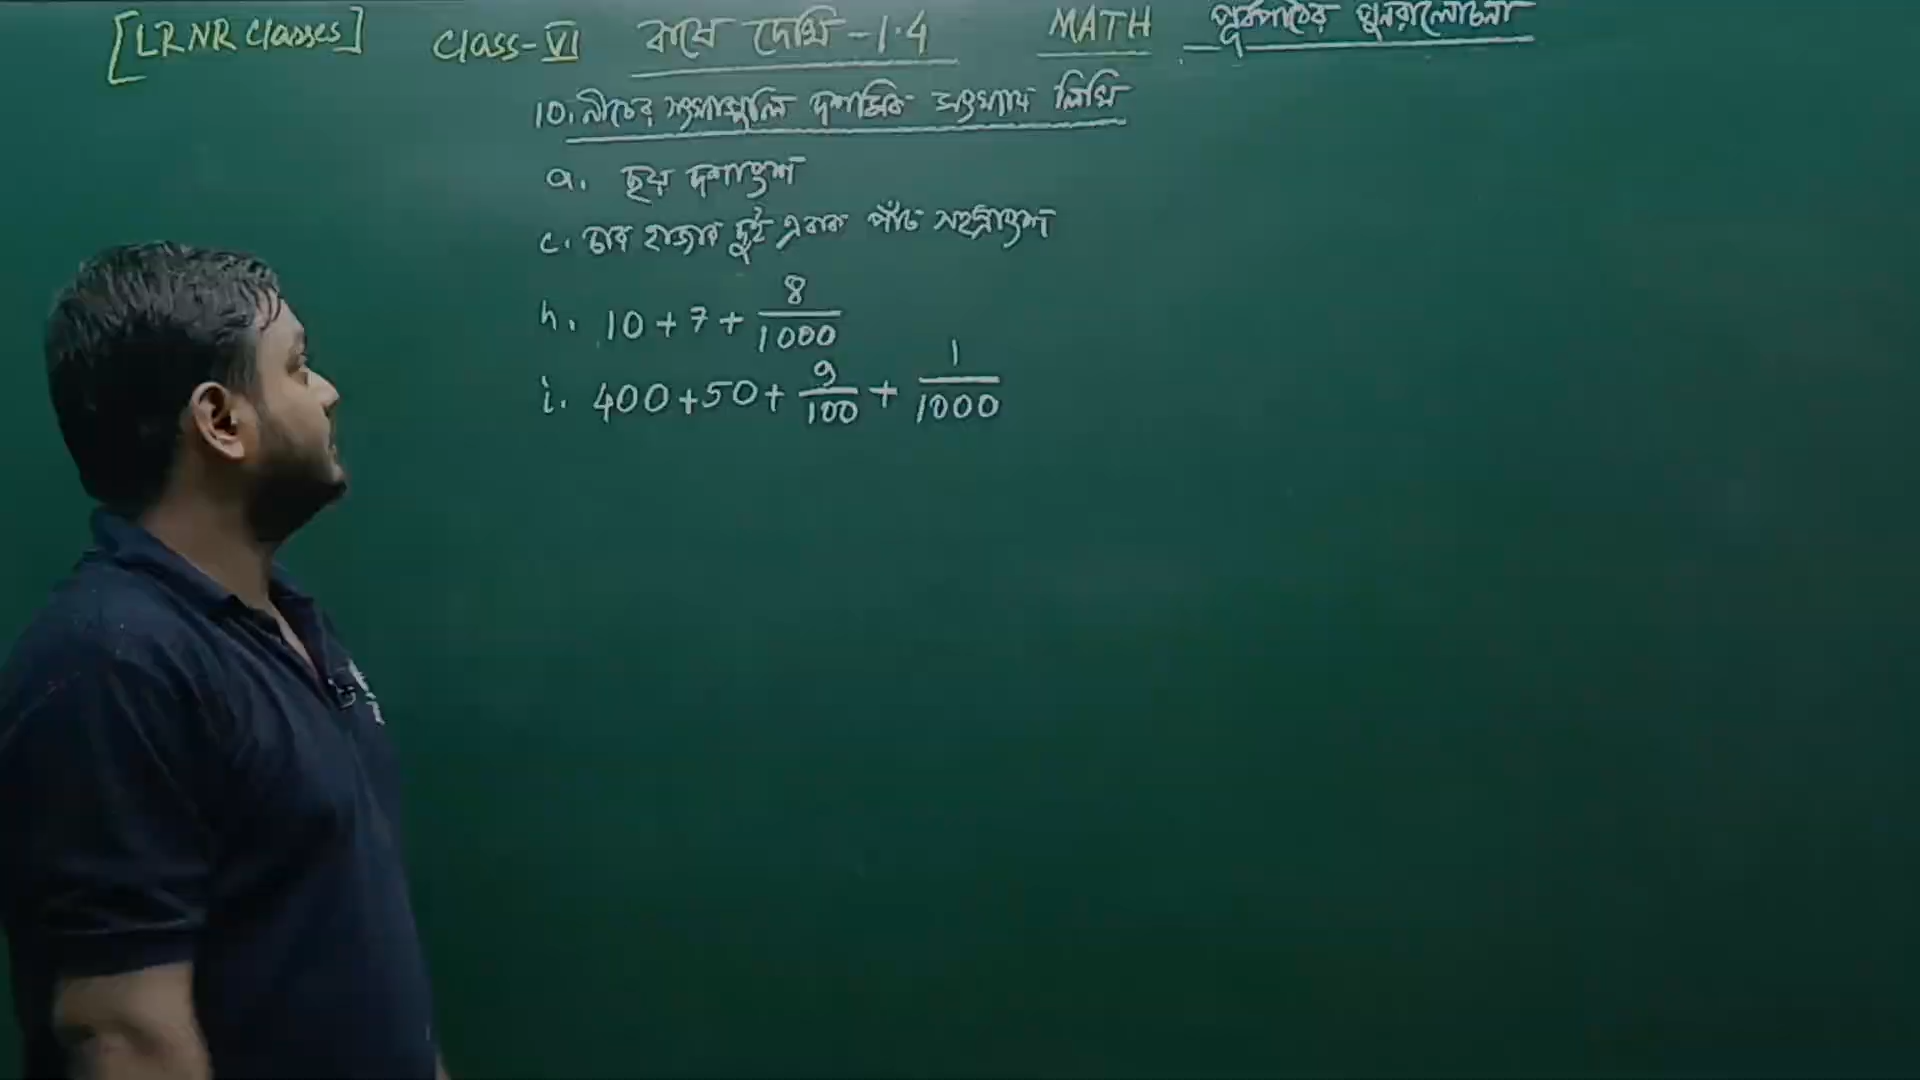 [LRNR Classes] Class-VI কষে দেখি -1.4 MATH পূর্বপাঠের পুনরালোচনা
10. নীচের সংখ্যাগুলি দশমিক সংখ্যায় লিখি
a. ছয় দশাংশ
c. চার হাজার দুই একক পাঁচ সহস্রাংশ
h. 10 + 7 + 8/1000
i. 400 + 50 + 9/100 + 1/1000